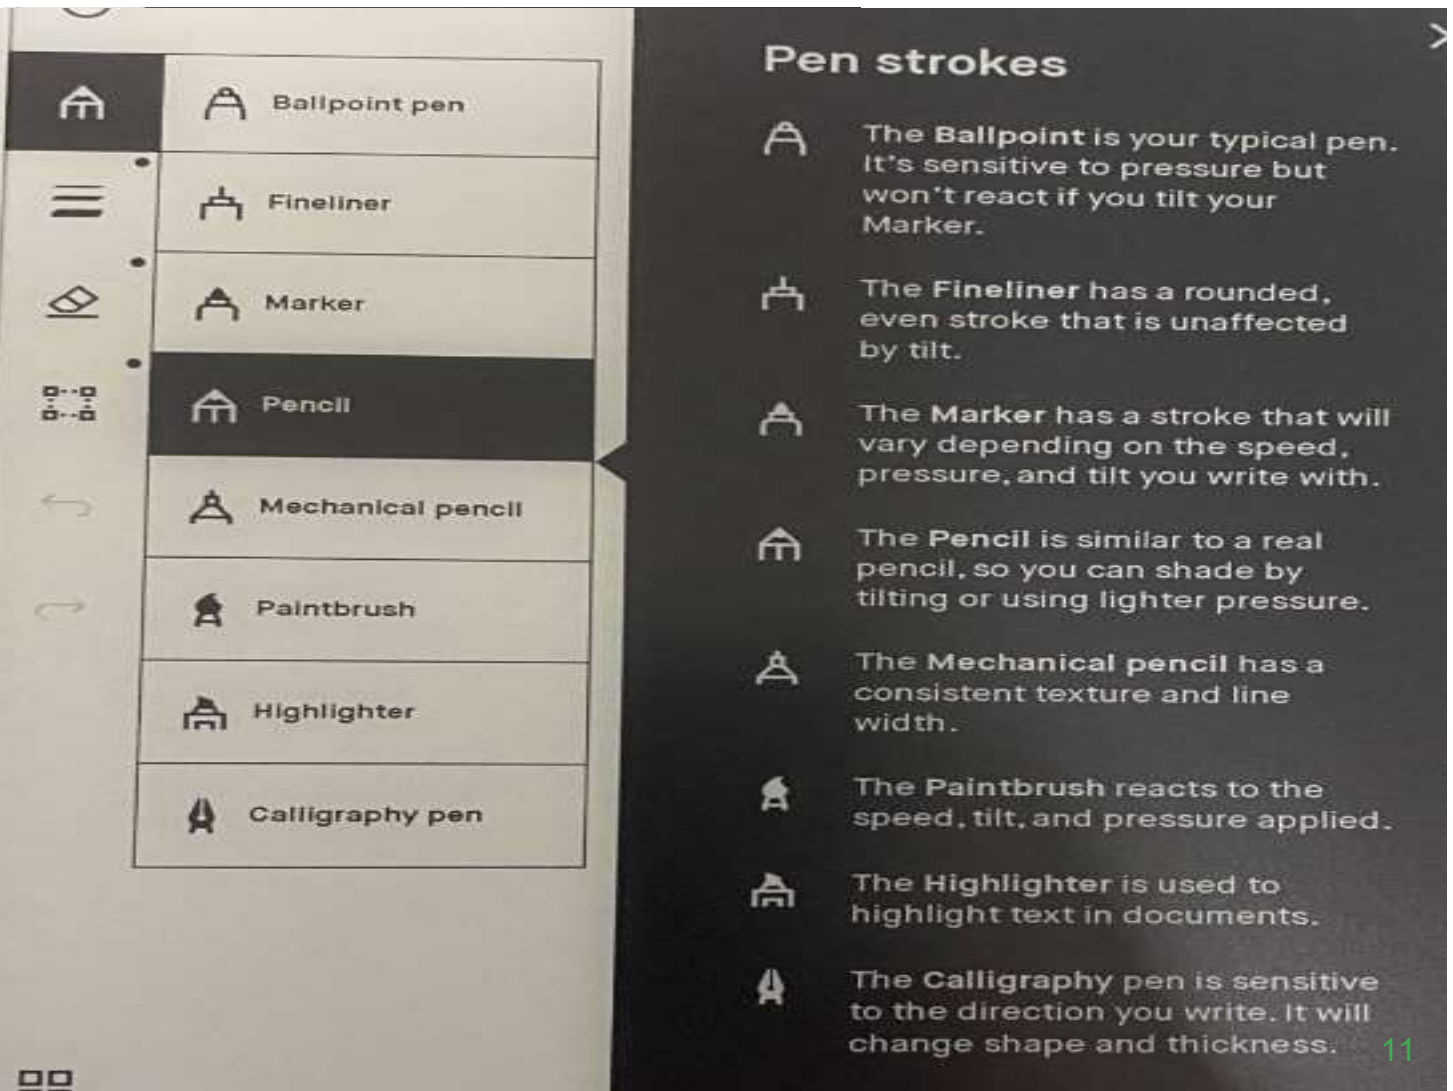 Ballpoint pen
Fineliner
Marker
Pencil
Mechanical pencil
Paintbrush
Highlighter
Calligraphy pen
Pen strokes
The Ballpoint is your typical pen.
It's sensitive to pressure but
won't react if you tilt your
Marker.
The Fineliner has a rounded,
even stroke that is unaffected
by tilt.
The Marker has a stroke that will
vary depending on the speed,
pressure, and tilt you write with.
The Pencil is similar to a real
pencil, so you can shade by
tilting or using lighter pressure.
The Mechanical pencil has a
consistent texture and line
width.
The Paintbrush reacts to the
speed, tilt, and pressure applied.
The Highlighter is used to
highlight text in documents.
The Calligraphy pen is sensitive
to the direction you write. It will
change shape and thickness.
11